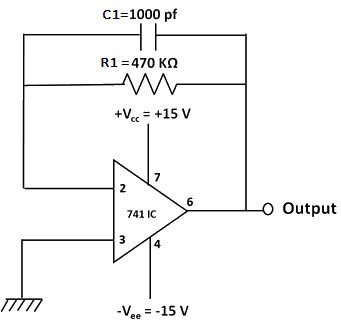 C1=1000 pf
R1 = 470 KΩ
+Vcc = +15 V
7
2
6
Output
741 IC
3
4
-Vee = -15 V